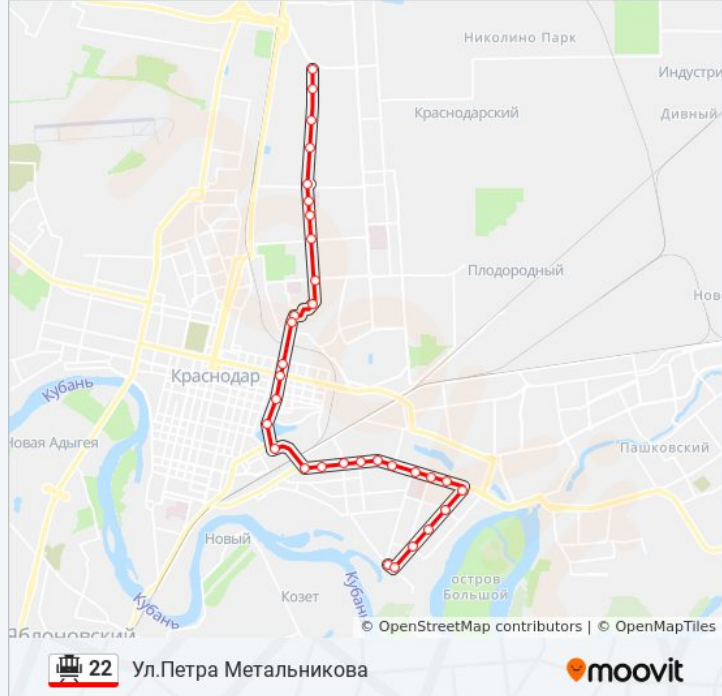 Николино Парк
Индустри
Краснодарский
Дивный
Плодородный
Нов
Краснодар
Кубань
Новая Адыгея
Пашковский
Новый
Кубань
остров
Большой
Козет
Кубань
Яблоновский
© OpenStreetMap contributors | © OpenMapTiles
22 Ул.Петра Метальникова
moovit